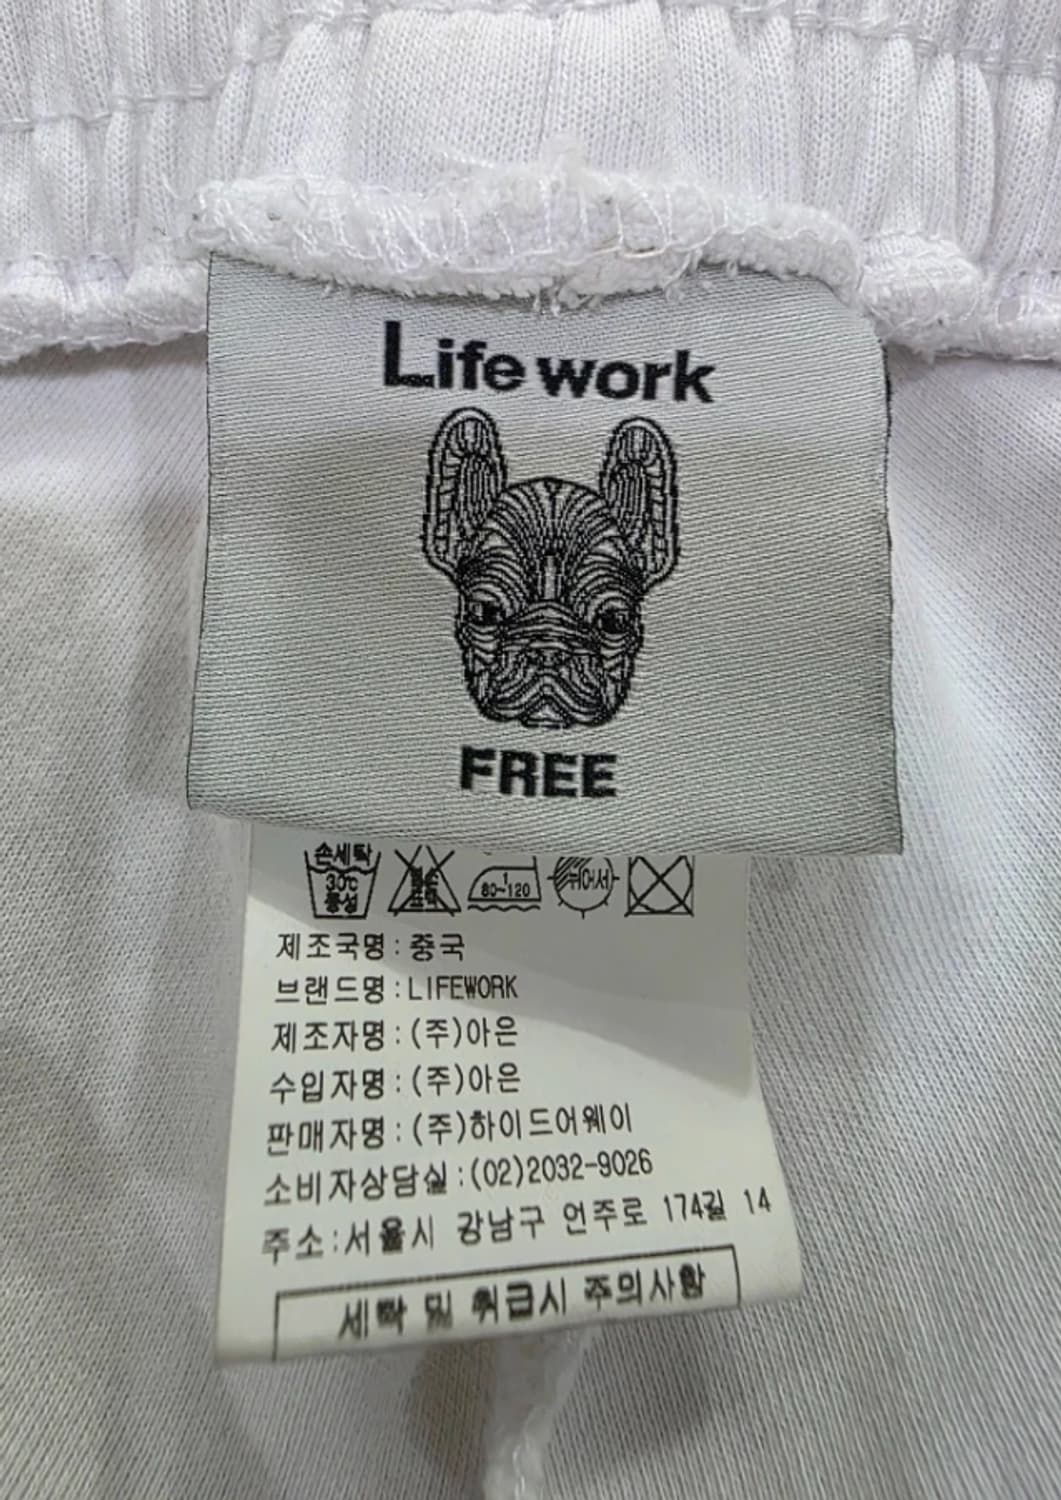 Life work
FREE
손세탁
30℃
중성
80~120
뉘어서
제조국명:중국
브랜드명:LIFEWORK
제조자명:(주)아은
수입자명:(주)아은
판매자명:(주)하이드어웨이
소비자상담실:(02)2032-9026
주소:서울시 강남구 언주로 174길 14
세탁 및 취급시 주의사항